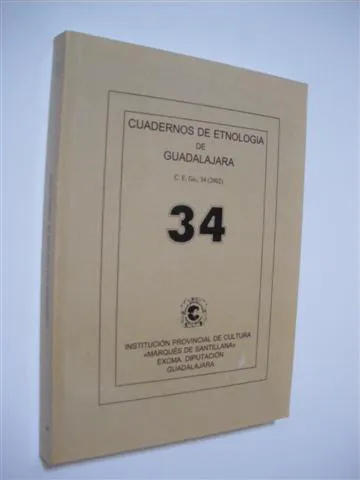 CUADERNOS DE ETNOLOGIA
DE
GUADALAJARA
C. E. Gu., 34 (2002)
34
INSTITUCIÓN PROVINCIAL DE CULTURA
«MARQUÉS DE SANTILLANA»
EXCMA. DIPUTACIÓN
GUADALAJARA